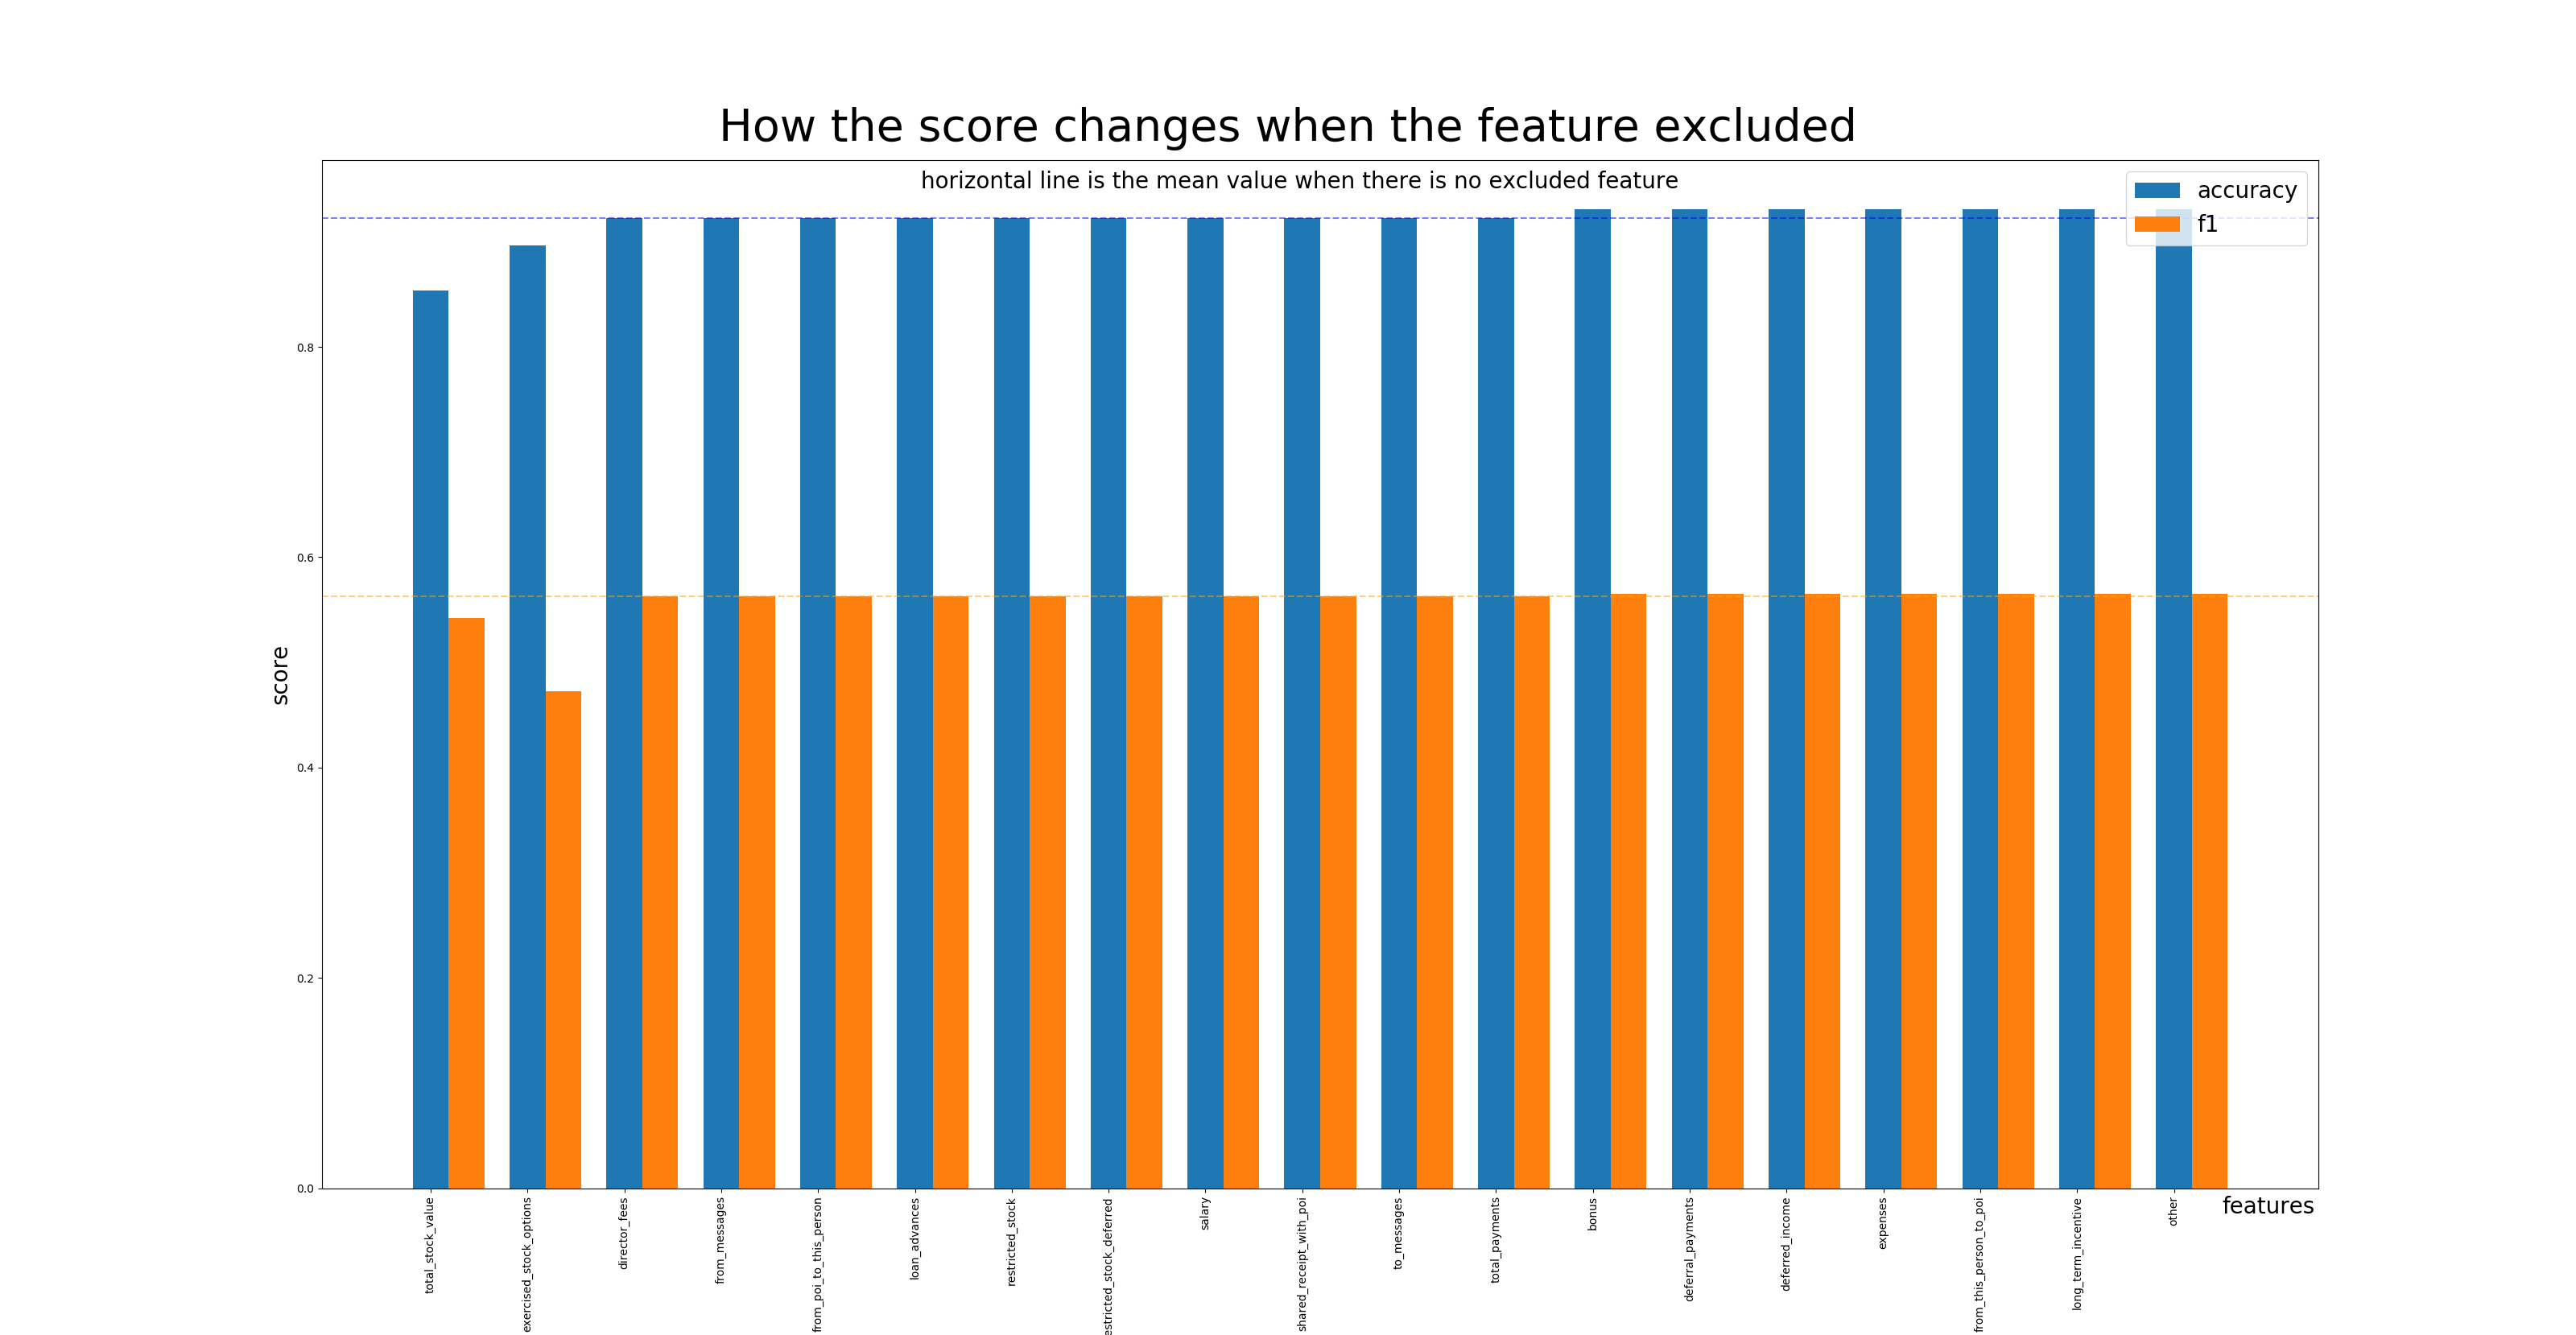 How the score changes when the feature excluded
horizontal line is the mean value when there is no excluded feature
accuracy
f1
score
0.8
0.6
0.4
0.2
0.0
total_stock_value
exercised_stock_options
director_fees
from_messages
from_poi_to_this_person
loan_advances
restricted_stock
estricted_stock_deferred
salary
shared_receipt_with_poi
to_messages
total_payments
bonus
deferral_payments
deferred_income
expenses
from_this_person_to_poi
long_term_incentive
other
features